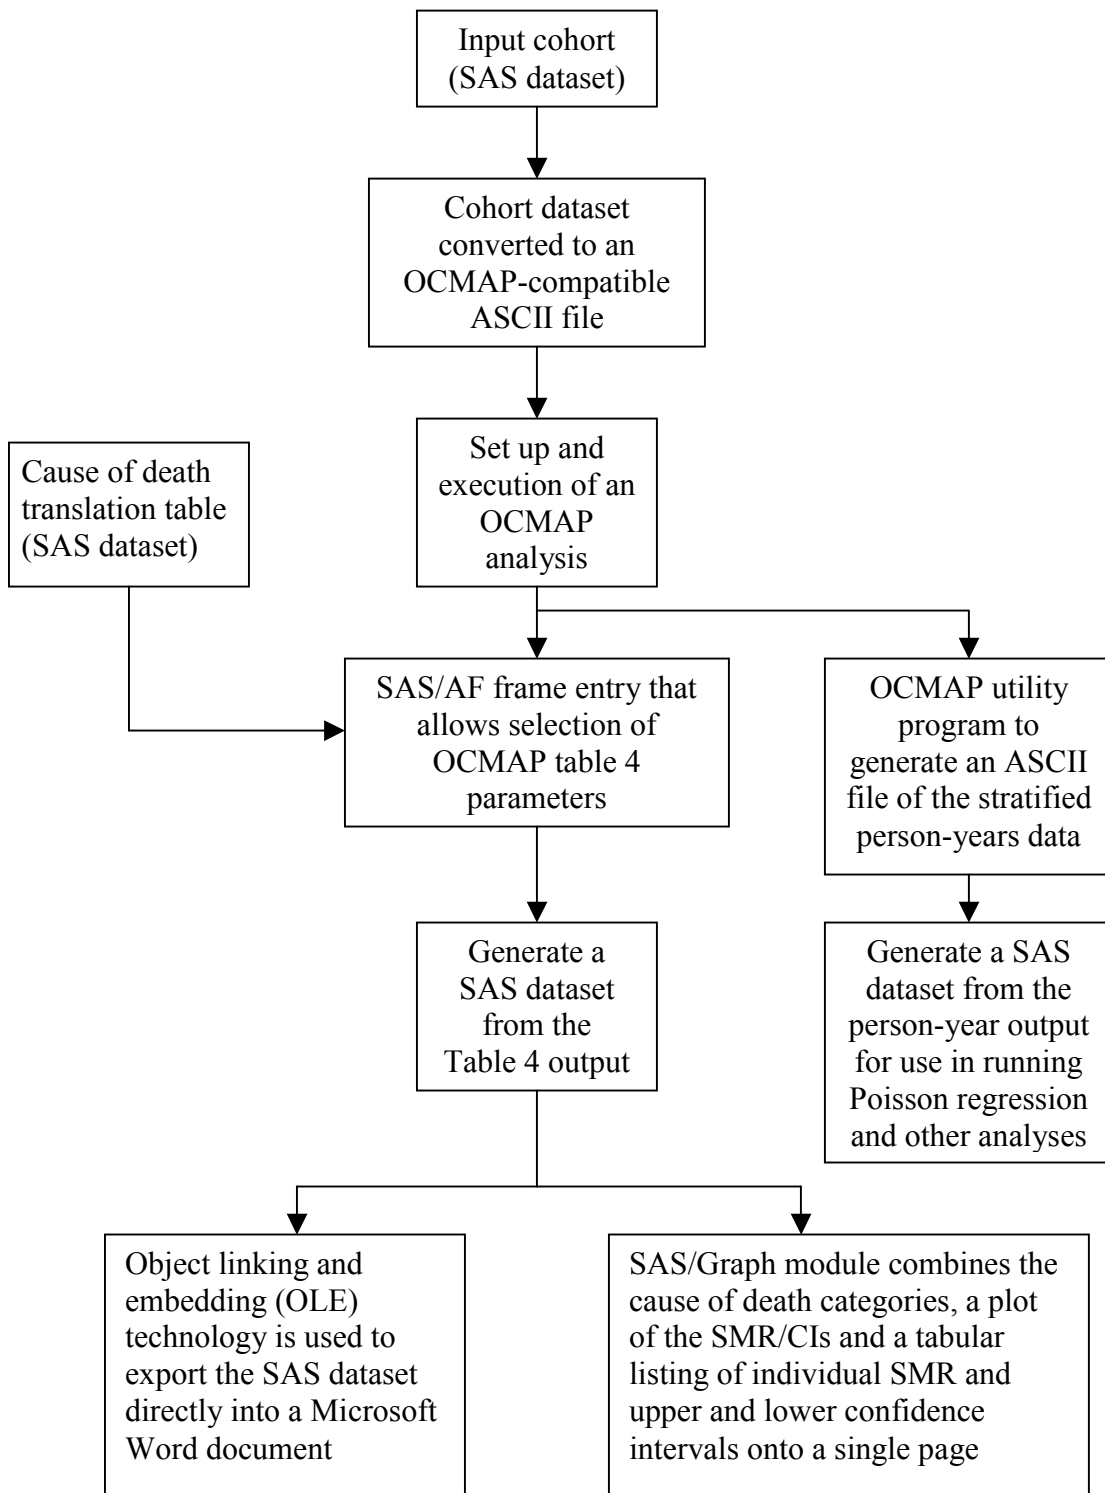 Input cohort
(SAS dataset)
Cohort dataset
converted to an
OCMAP-compatible
ASCII file
Set up and
execution of an
OCMAP
analysis
Cause of death
translation table
(SAS dataset)
SAS/AF frame entry that
allows selection of
OCMAP table 4
parameters
OCMAP utility
program to
generate an ASCII
file of the stratified
person-years data
Generate a
SAS dataset
from the
Table 4 output
Generate a SAS
dataset from the
person-year output
for use in running
Poisson regression
and other analyses
Object linking and
embedding (OLE)
technology is used to
export the SAS dataset
directly into a Microsoft
Word document
SAS/Graph module combines the
cause of death categories, a plot
of the SMR/CIs and a tabular
listing of individual SMR and
upper and lower confidence
intervals onto a single page